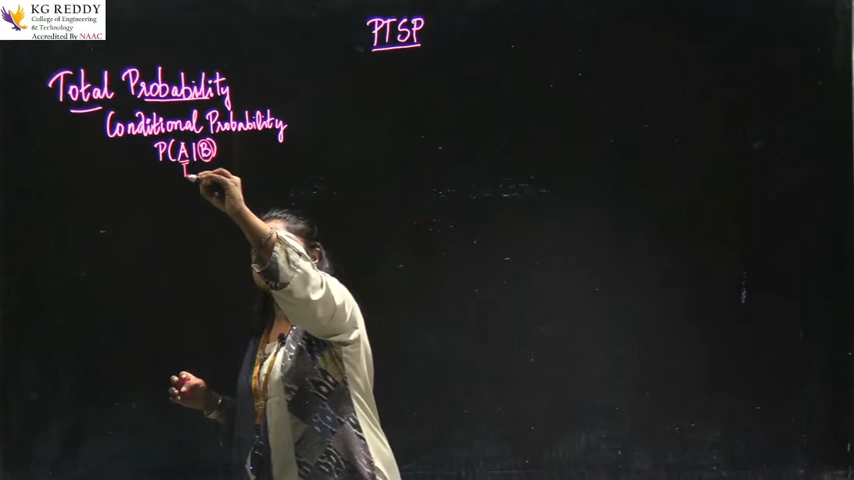 KG REDDY
College of Engineering
& Technology
Accredited By NAAC
PTSP
Total Probability
Conditional Probability
P(A|B)